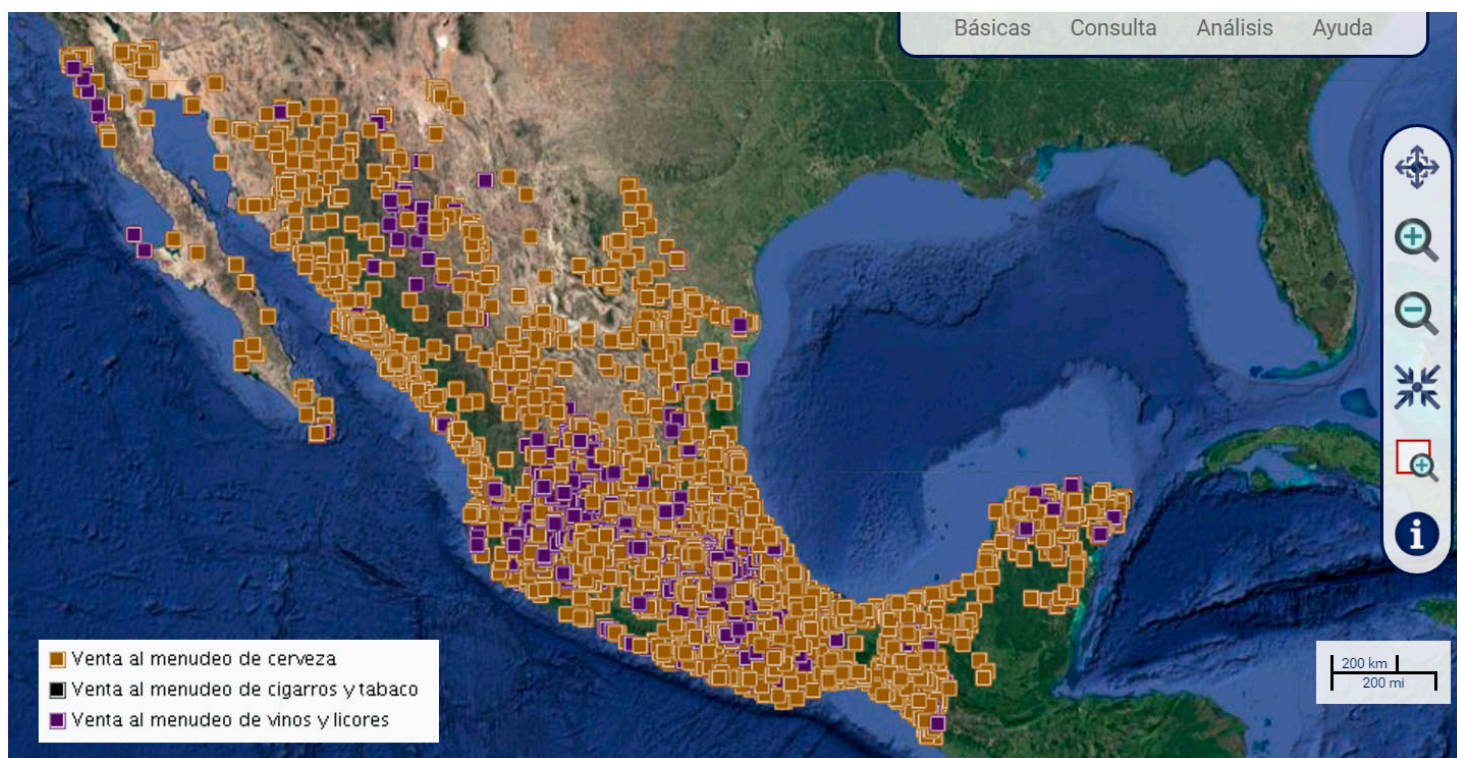 Básicas Consulta Análisis Ayuda
i
Venta al menudeo de cerveza
Venta al menudeo de cigarros y tabaco
Venta al menudeo de vinos y licores
200 km
200 mi